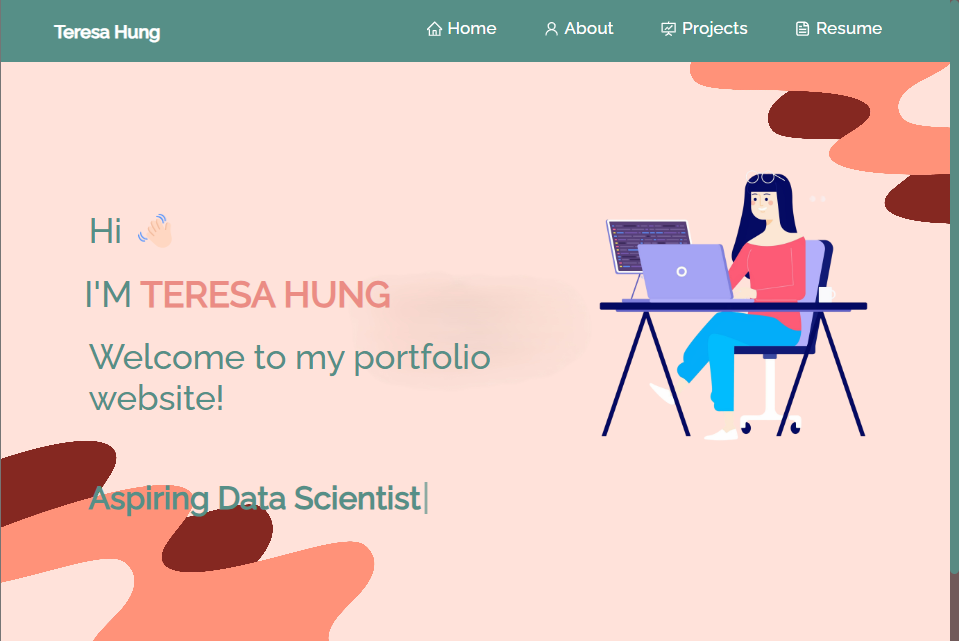 Teresa Hung
Home
About
Projects
Resume
Hi
I'M TERESA HUNG
Welcome to my portfolio
website!
Aspiring Data Scientist